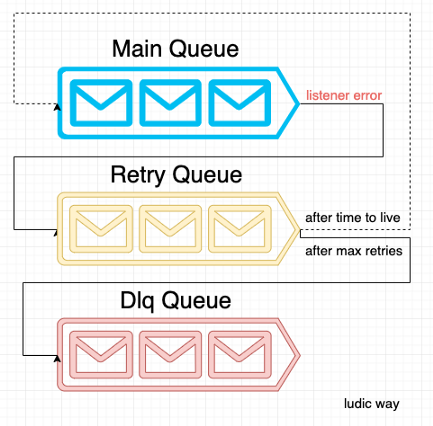 Main Queue
listener error
Retry Queue
after time to live
after max retries
Dlq Queue
ludic way